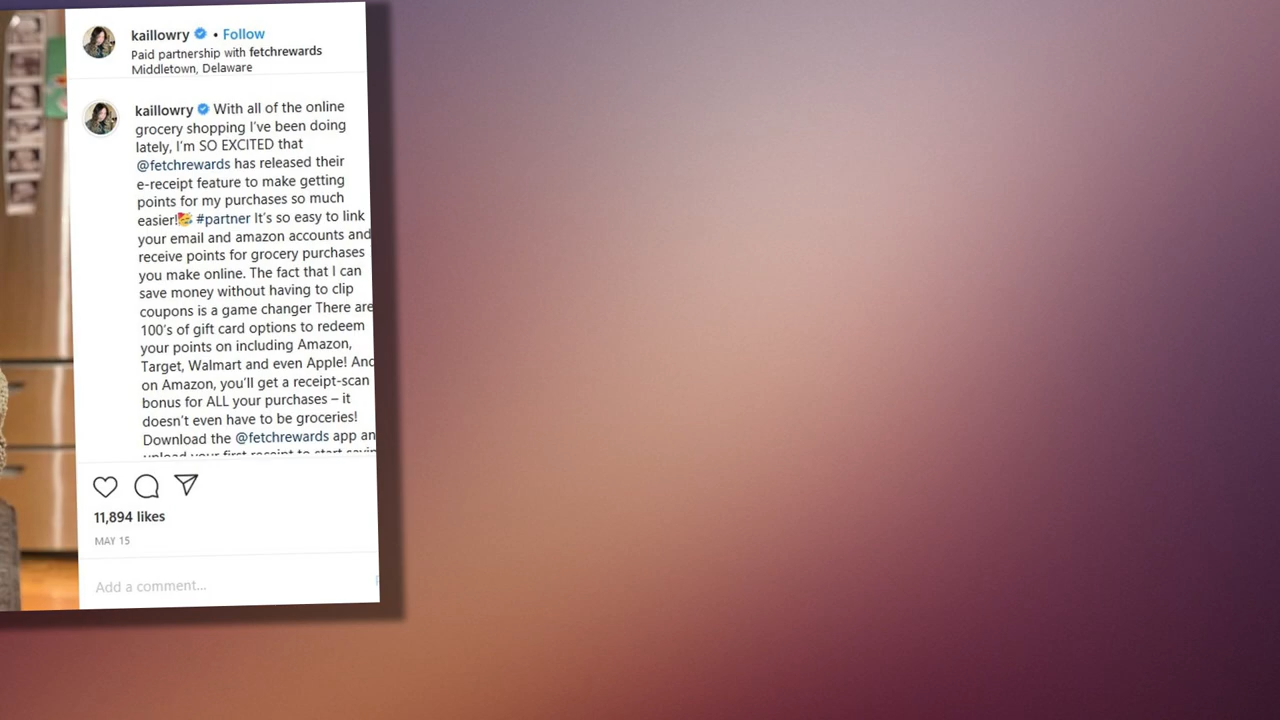 kaillowry • Follow
Paid partnership with fetchrewards
Middletown, Delaware
kaillowry With all of the online
grocery shopping I've been doing
lately, I'm SO EXCITED that
@fetchrewards has released their
e-receipt feature to make getting
points for my purchases so much
easier!🥳 #partner It's so easy to link
your email and amazon accounts and
receive points for grocery purchases
you make online. The fact that I can
save money without having to clip
coupons is a game changer There are
100's of gift card options to redeem
your points on including Amazon,
Target, Walmart and even Apple! And
on Amazon, you'll get a receipt-scan
bonus for ALL your purchases – it
doesn't even have to be groceries!
Download the @fetchrewards app an
upload your first receipt to start
11,894 likes
MAY 15
Add a comment...